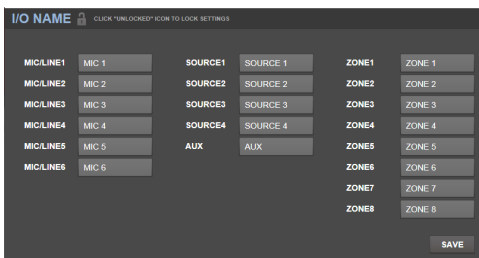 I/O NAME CLICK "UNLOCKED" ICON TO LOCK SETTINGS
MIC/LINE1 MIC 1 SOURCE1 SOURCE 1 ZONE1 ZONE 1
MIC/LINE2 MIC 2 SOURCE2 SOURCE 2 ZONE2 ZONE 2
MIC/LINE3 MIC 3 SOURCE3 SOURCE 3 ZONE3 ZONE 3
MIC/LINE4 MIC 4 SOURCE4 SOURCE 4 ZONE4 ZONE 4
MIC/LINE5 MIC 5 AUX AUX ZONE5 ZONE 5
MIC/LINE6 MIC 6 ZONE6 ZONE 6
ZONE7 ZONE 7
ZONE8 ZONE 8
SAVE